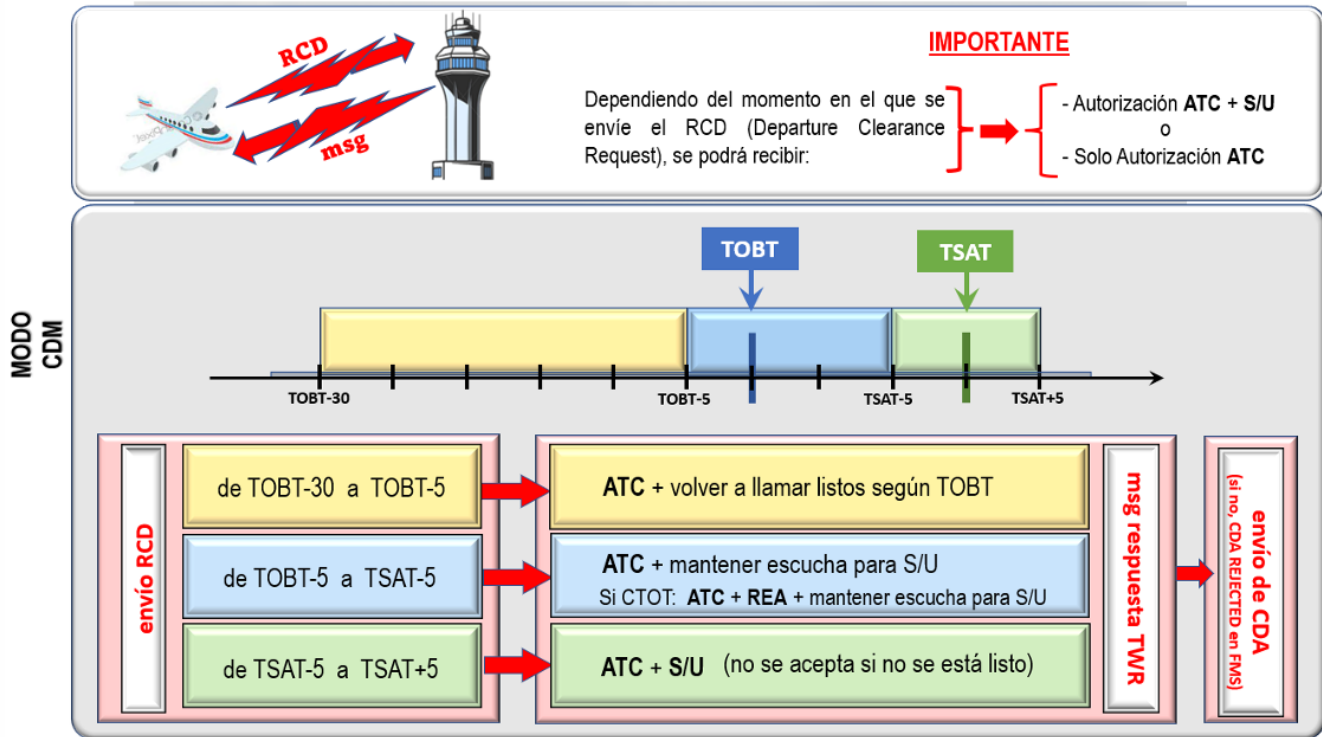 RCD
msg
IMPORTANTE
Dependiendo del momento en el que se
envíe el RCD (Departure Clearance
Request), se podrá recibir:
- Autorización ATC + S/U
o
- Solo Autorización ATC
MODO
CDM
TOBT
TSAT
TOBT-30
TOBT-5
TSAT-5
TSAT+5
envío RCD
de TOBT-30 a TOBT-5
ATC + volver a llamar listos según TOBT
de TOBT-5 a TSAT-5
ATC + mantener escucha para S/U
Si CTOT: ATC + REA + mantener escucha para S/U
de TSAT-5 a TSAT+5
ATC + S/U (no se acepta si no se está listo)
msg respuesta TWR
envío de CDA
(si no, CDA REJECTED en FMS)